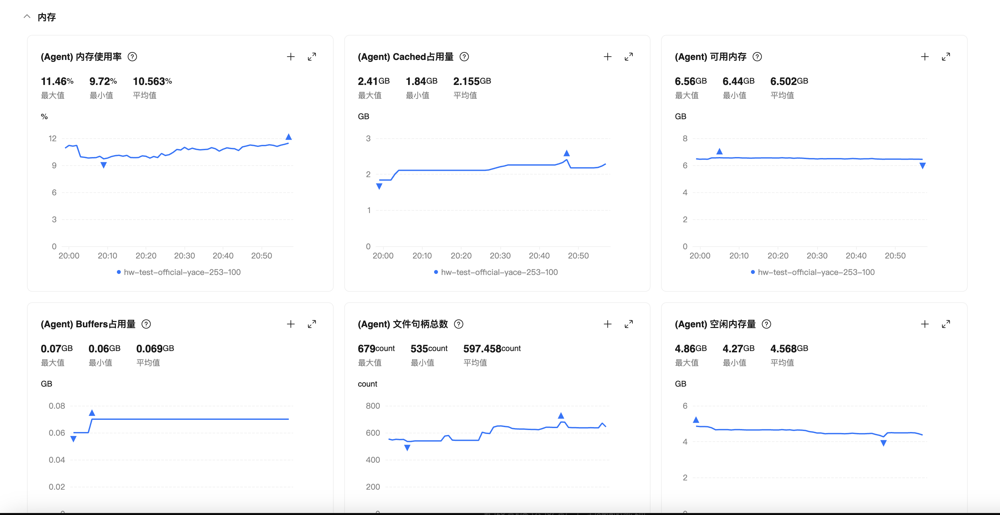 内存
(Agent) 内存使用率
11.46% 9.72% 10.563%
最大值 最小值 平均值
%
12
9
6
3
0
20:00 20:10 20:20 20:30 20:40 20:50
hw-test-official-yace-253-100
(Agent) Cached占用量
2.41GB 1.84GB 2.155GB
最大值 最小值 平均值
GB
3
2
1
0
20:00 20:10 20:20 20:30 20:40 20:50
hw-test-official-yace-253-100
(Agent) 可用内存
6.56GB 6.44GB 6.502GB
最大值 最小值 平均值
GB
8
6
4
2
0
20:00 20:10 20:20 20:30 20:40 20:50
hw-test-official-yace-253-100
(Agent) Buffers占用量
0.07GB 0.06GB 0.069GB
最大值 最小值 平均值
GB
0.08
0.06
0.04
0.02
(Agent) 文件句柄总数
679count 535count 597.458count
最大值 最小值 平均值
count
800
600
400
200
(Agent) 空闲内存量
4.86GB 4.27GB 4.568GB
最大值 最小值 平均值
GB
6
4
2